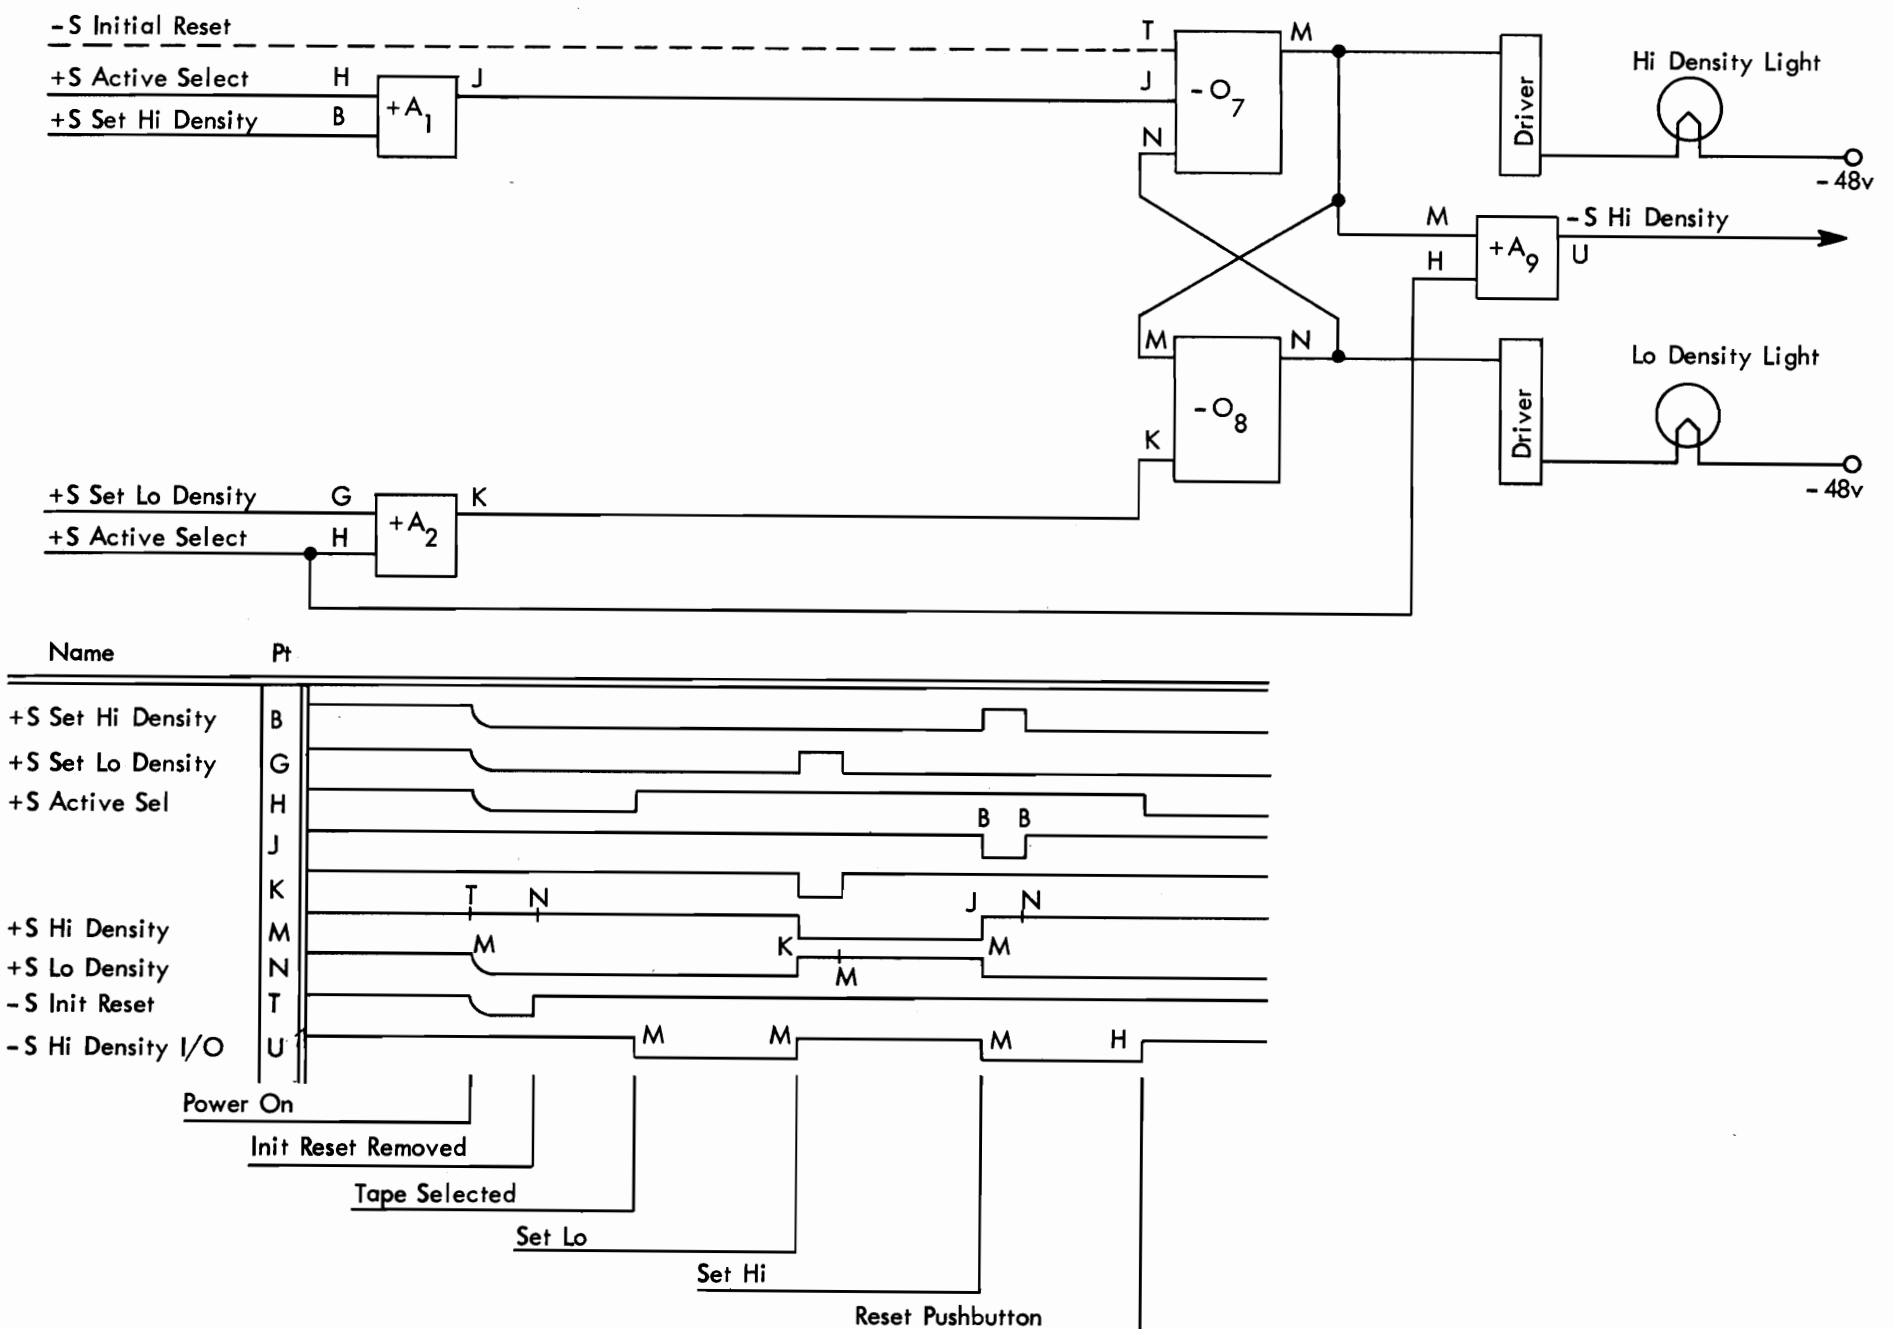 -S Initial Reset
T
M
+S Active Select
H
J
J
+S Set Hi Density
B
+A1
-O7
N
Driver
Hi Density Light
-48v
M
-S Hi Density
H
+A9
U
M
N
-O8
K
Driver
Lo Density Light
-48v
+S Set Lo Density
G
K
+S Active Select
H
+A2
Name Pt
+S Set Hi Density B
+S Set Lo Density G
+S Active Sel H
B B
J
K
T N J N
+S Hi Density M
M K M
+S Lo Density N
M
-S Init Reset T
-S Hi Density I/O U
M M M H
Power On
Init Reset Removed
Tape Selected
Set Lo
Set Hi
Reset Pushbutton